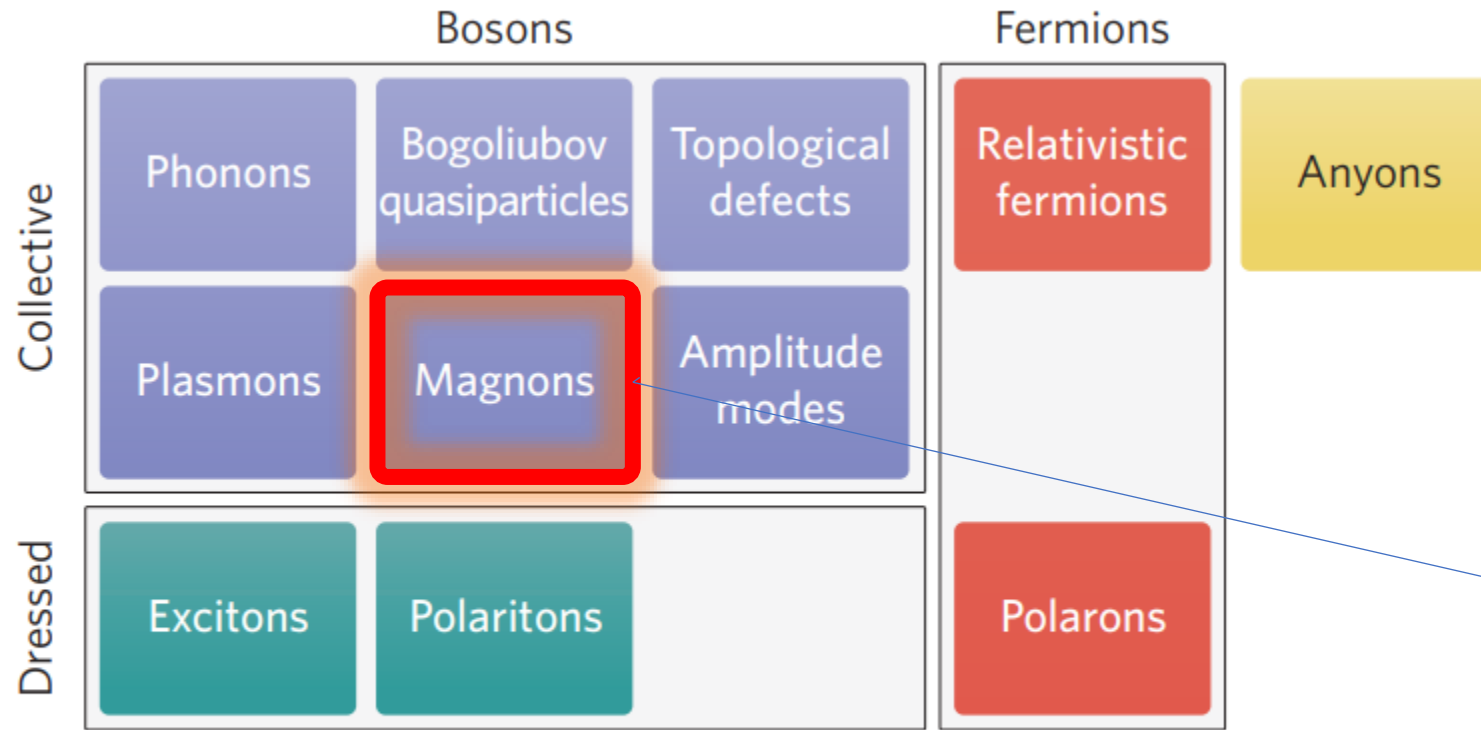 Bosons
Fermions
Collective
Phonons
Bogoliubov
quasiparticles
Topological
defects
Relativistic
fermions
Anyons
Plasmons
Magnons
Amplitude
modes
Dressed
Excitons
Polaritons
Polarons